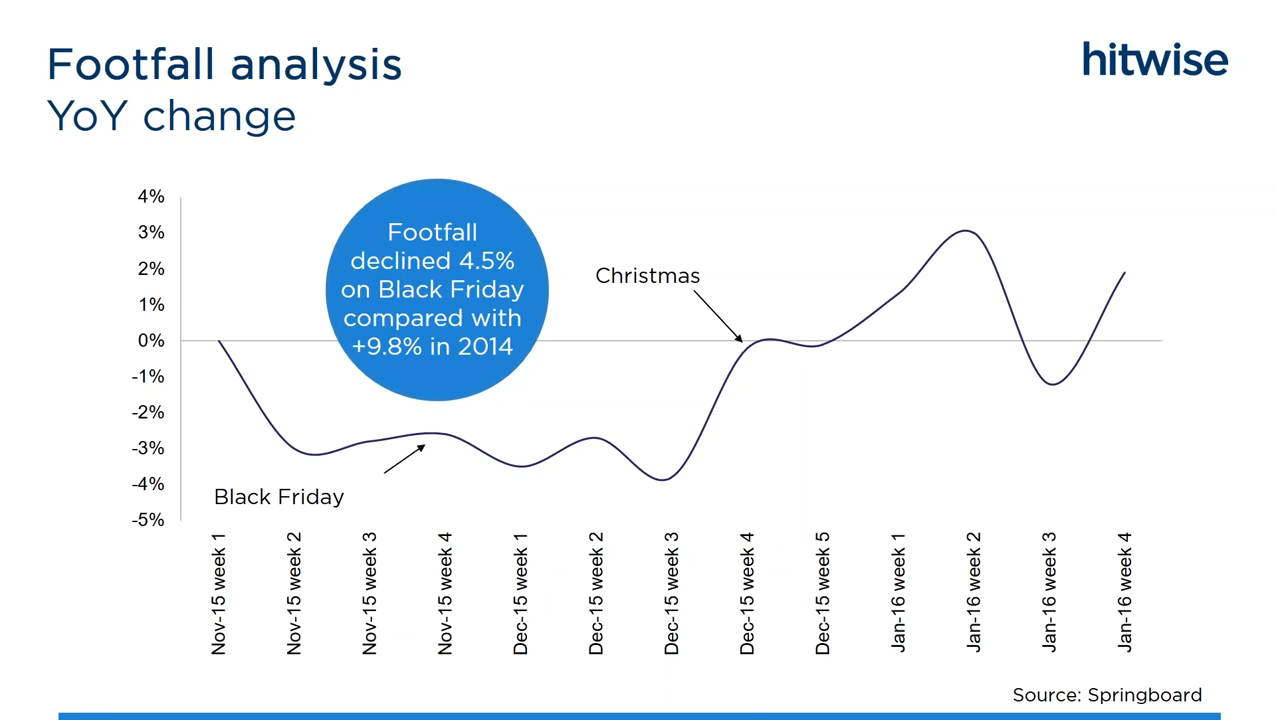 Footfall analysis
YoY change
hitwise
4%
3%
2%
1%
0%
-1%
-2%
-3%
-4%
-5%
Footfall
declined 4.5%
on Black Friday
compared with
+9.8% in 2014
Christmas
Black Friday
Nov-15 week 1
Nov-15 week 2
Nov-15 week 3
Nov-15 week 4
Dec-15 week 1
Dec-15 week 2
Dec-15 week 3
Dec-15 week 4
Dec-15 week 5
Jan-16 week 1
Jan-16 week 2
Jan-16 week 3
Jan-16 week 4
Source: Springboard